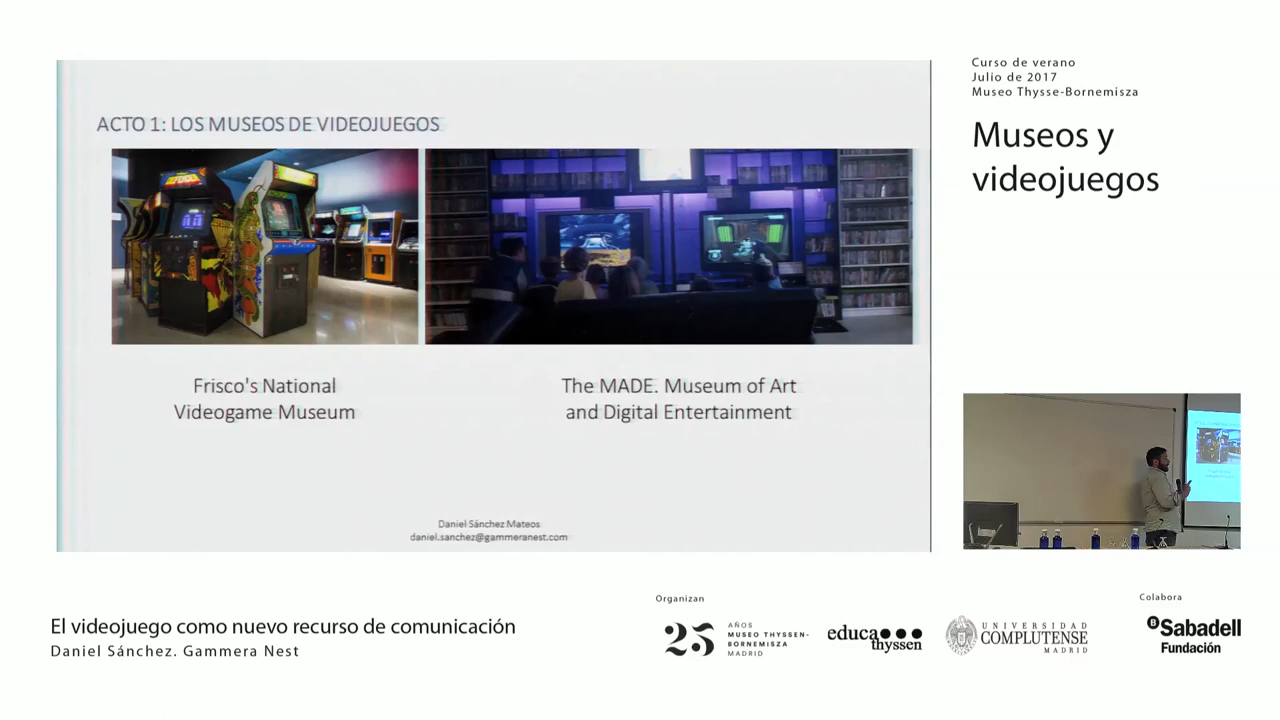 ACTO 1: LOS MUSEOS DE VIDEOJUEGOS
DEFENDER
Frisco's National
Videogame Museum
The MADE. Museum of Art
and Digital Entertainment
Daniel Sánchez Mateos
daniel.sanchez@gammeranest.com
Curso de verano
Julio de 2017
Museo Thysse-Bornemisza
Museos y
videojuegos
El videojuego como nuevo recurso de comunicación
Daniel Sánchez. Gammera Nest
Organizan
25
AÑOS
MUSEO THYSSEN-
BORNEMISZA
MADRID
educa
thyssen
UNIVERSIDAD
COMPLUTENSE
MADRID
Colabora
B Sabadell
Fundación